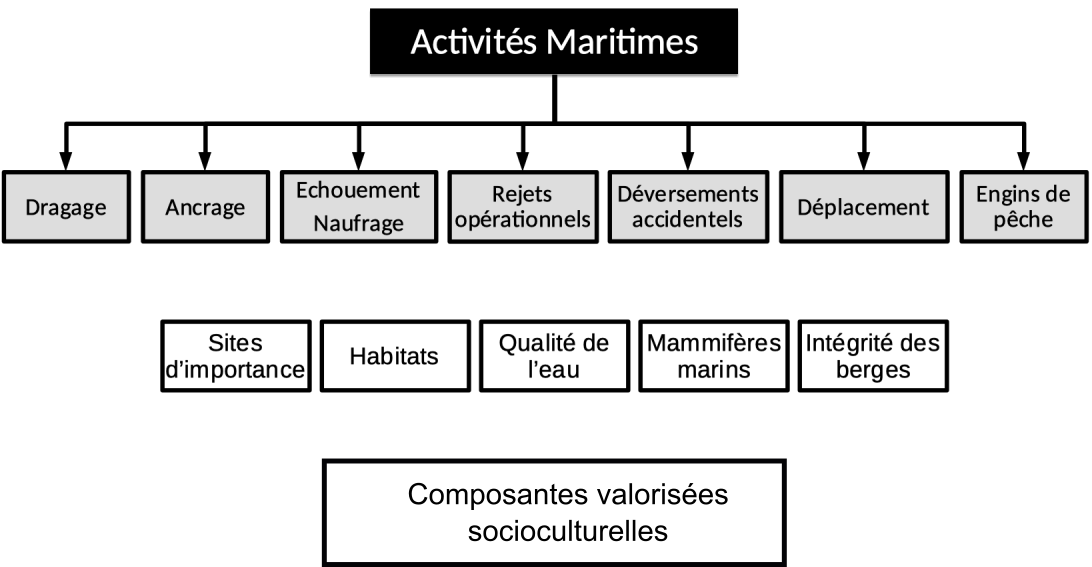 Activités Maritimes
Dragage
Ancrage
Echouement
Naufrage
Rejets
opérationnels
Déversements
accidentels
Déplacement
Engins de
pêche
Sites
d’importance
Habitats
Qualité de
l’eau
Mammifères
marins
Intégrité des
berges
Composantes valorisées
socioculturelles